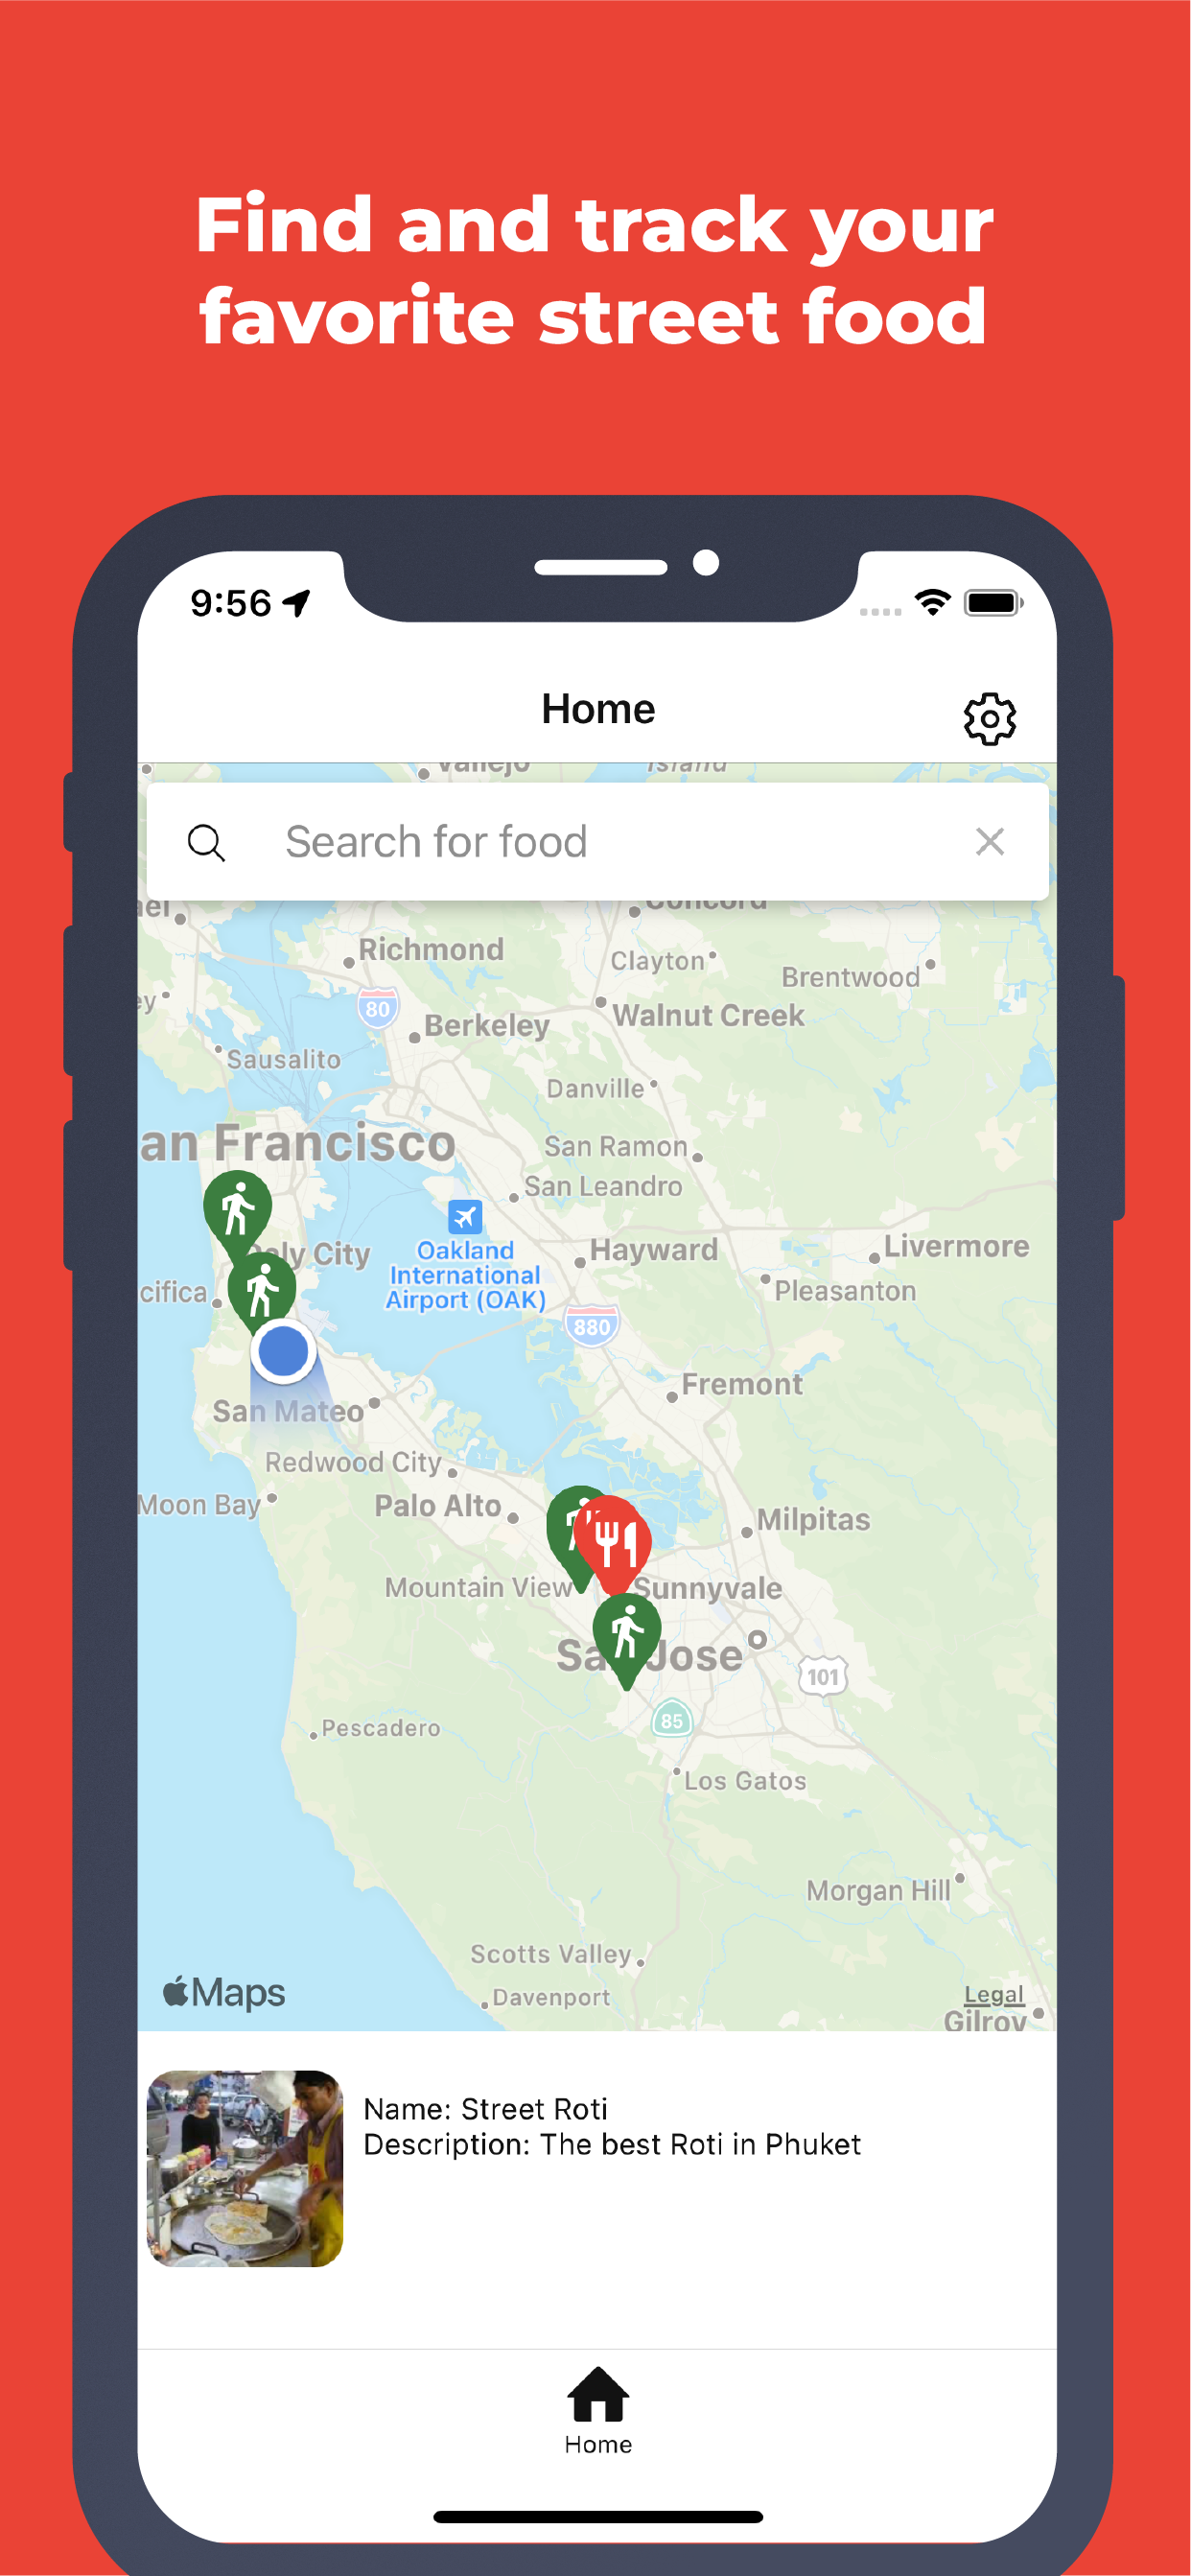 Find and track your
favorite street food
9:56
Home
Vallejo
Island
Search for food
Concord
Richmond
Clayton
Brentwood
80
Walnut Creek
Berkeley
Sausalito
Danville
an Francisco
San Ramon
San Leandro
Oakland
International
Airport (OAK)
Hayward
Livermore
ly City
cifica
Pleasanton
880
Fremont
San Mateo
Redwood City
Moon Bay
Palo Alto
Milpitas
Mountain View
Sunnyvale
San Jose
101
85
Pescadero
Los Gatos
Morgan Hill
Scotts Valley
Davenport
Maps
Legal
Gilroy
Name: Street Roti
Description: The best Roti in Phuket
Home